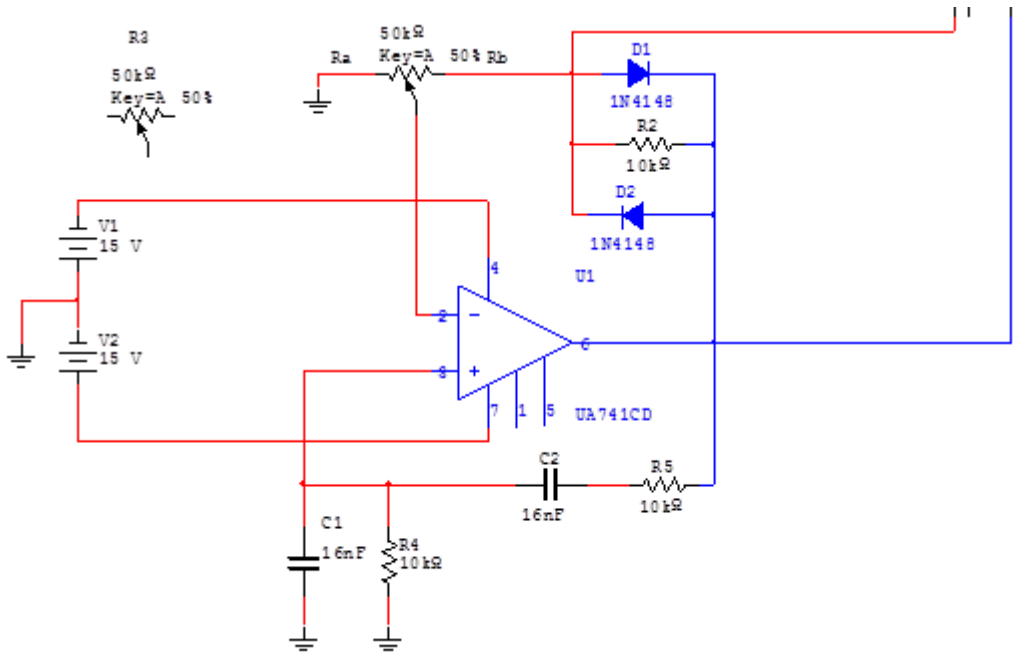 R3
50kΩ
Key=A 50%
Ra
50kΩ
Key=A 50%
Rb
D1
1N4148
R2
10kΩ
D2
1N4148
V1
15 V
V2
15 V
4
U1
2
6
3
7
1
5
UA741CD
C2
16nF
R5
10kΩ
C1
16nF
R4
10kΩ